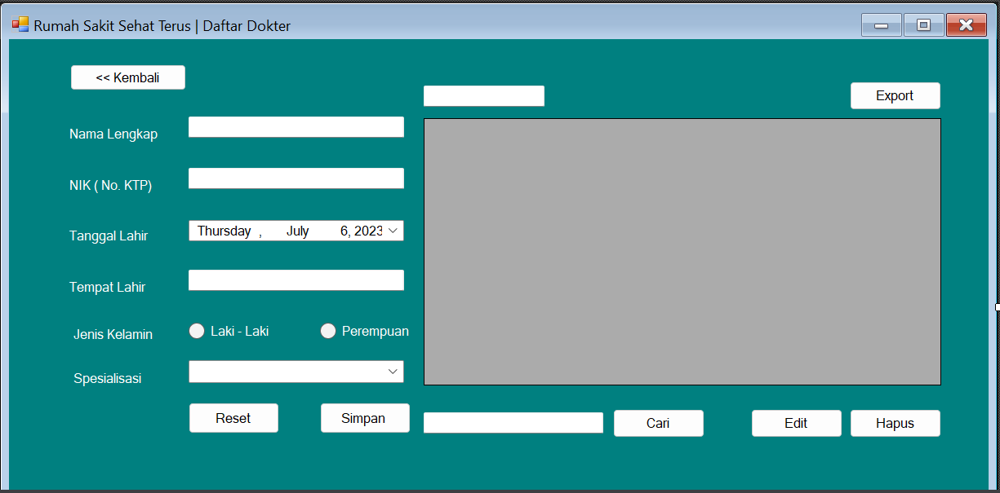 Rumah Sakit Sehat Terus | Daftar Dokter
<< Kembali
Export
Nama Lengkap
NIK ( No. KTP)
Tanggal Lahir
Thursday , July 6, 2023
Tempat Lahir
Jenis Kelamin
Laki - Laki
Perempuan
Spesialisasi
Reset
Simpan
Cari
Edit
Hapus